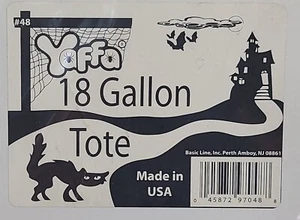 #48
Yaffa®
18 Gallon
Tote
Basic Line, Inc. Perth Amboy, NJ 08861
Made in
USA
0 45872 97048 8